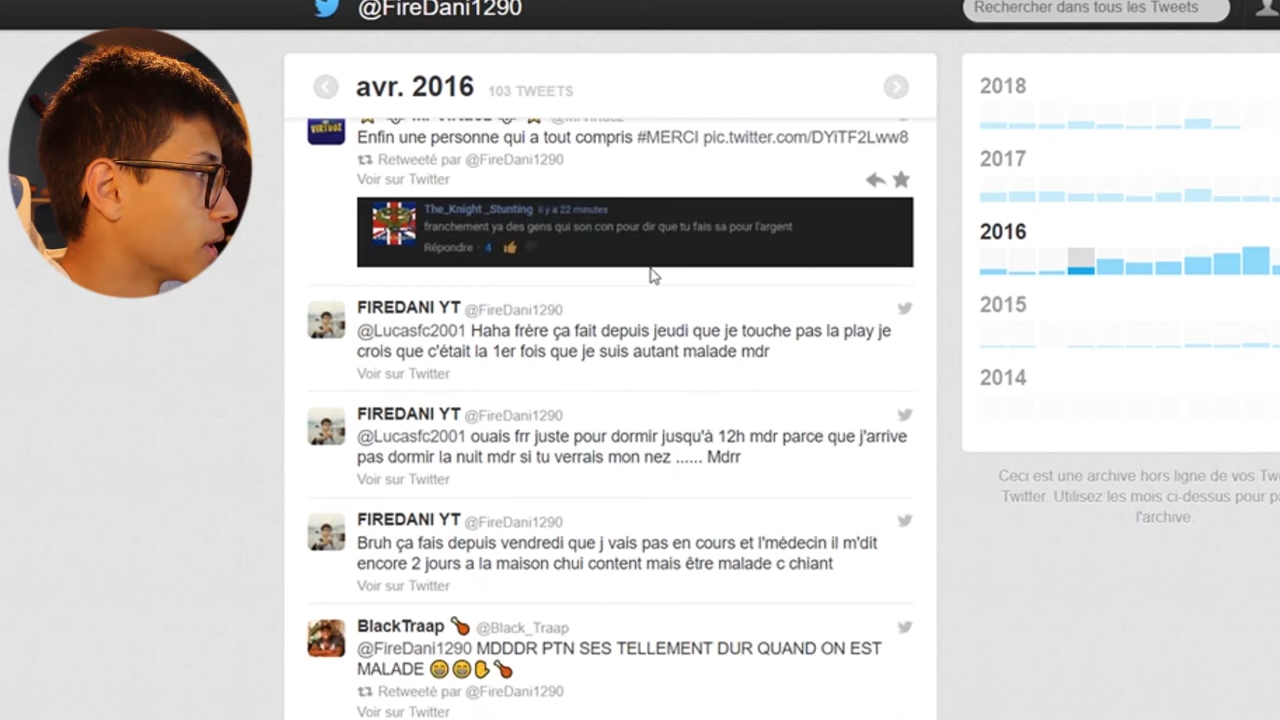 @FireDani1290
Rechercher dans tous les Tweets
avr. 2016 103 TWEETS
VIRTUOZ
Enfin une personne qui a tout compris #MERCI pic.twitter.com/DYiTF2Lww8
Retweeté par @FireDani1290
Voir sur Twitter
The_Knight _Stunting il y a 22 minutes
franchement ya des gens qui son con pour dir que tu fais sa pour l'argent
Répondre · 4
FIREDANI YT @FireDani1290
@Lucasfc2001 Haha frère ça fait depuis jeudi que je touche pas la play je
crois que c'était la 1er fois que je suis autant malade mdr
Voir sur Twitter
FIREDANI YT @FireDani1290
@Lucasfc2001 ouais frr juste pour dormir jusqu'à 12h mdr parce que j'arrive
pas dormir la nuit mdr si tu verrais mon nez ...... Mdrr
Voir sur Twitter
FIREDANI YT @FireDani1290
Bruh ça fais depuis vendredi que j vais pas en cours et l'médecin il m'dit
encore 2 jours a la maison chui content mais être malade c chiant
Voir sur Twitter
BlackTraap @Black_Traap
@FireDani1290 MDDDR PTN SES TELLEMENT DUR QUAND ON EST
MALADE 😁😁✋🍗
Retweeté par @FireDani1290
Voir sur Twitter
2018
2017
2016
2015
2014
Ceci est une archive hors ligne de vos Tw
Twitter. Utilisez les mois ci-dessus pour pa
l'archive.